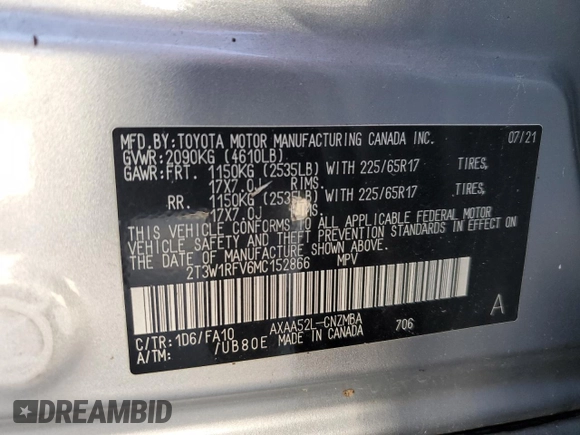 MFD.BY:TOYOTA MOTOR MANUFACTURING CANADA INC. 07/21
GVWR:2090KG (4610LB)
GAWR:FRT. 1150KG (2535LB) WITH 225/65R17 TIRES,
17X7.0J RIMS.
RR. 1150KG (2535LB) WITH 225/65R17 TIRES,
17X7.0J RIMS.
THIS VEHICLE CONFORMS TO ALL APPLICABLE FEDERAL MOTOR
VEHICLE SAFETY AND THEFT PREVENTION STANDARDS IN
EFFECT ON THE DATE OF MANUFACTURE SHOWN ABOVE.
2T3W1RFV6MC152866 MPV
A
C/TR:1D6/FA10 AXAA52L-CNZMBA 706
A/TM: /UB80E MADE IN CANADA
DREAMBID